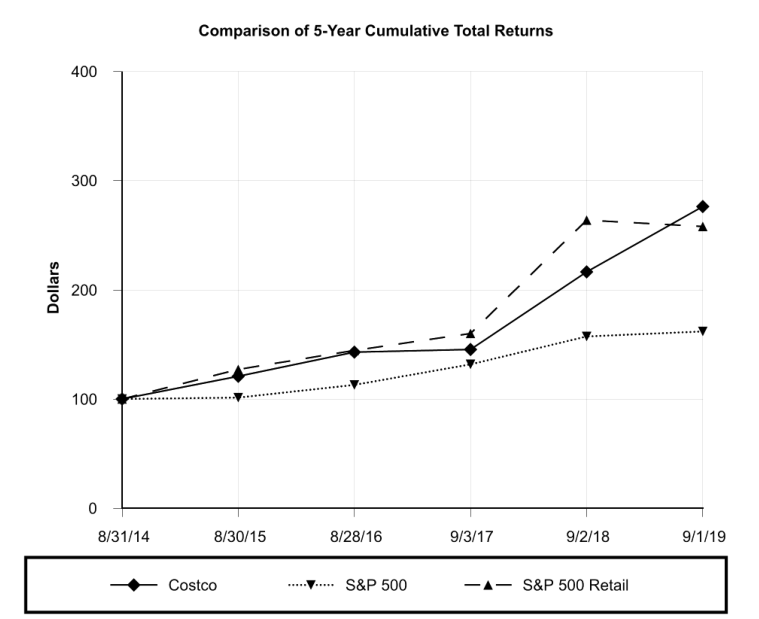 Comparison of 5-Year Cumulative Total Returns
400
300
200
100
0
Dollars
8/31/14 8/30/15 8/28/16 9/3/17 9/2/18 9/1/19
Costco S&P 500 S&P 500 Retail